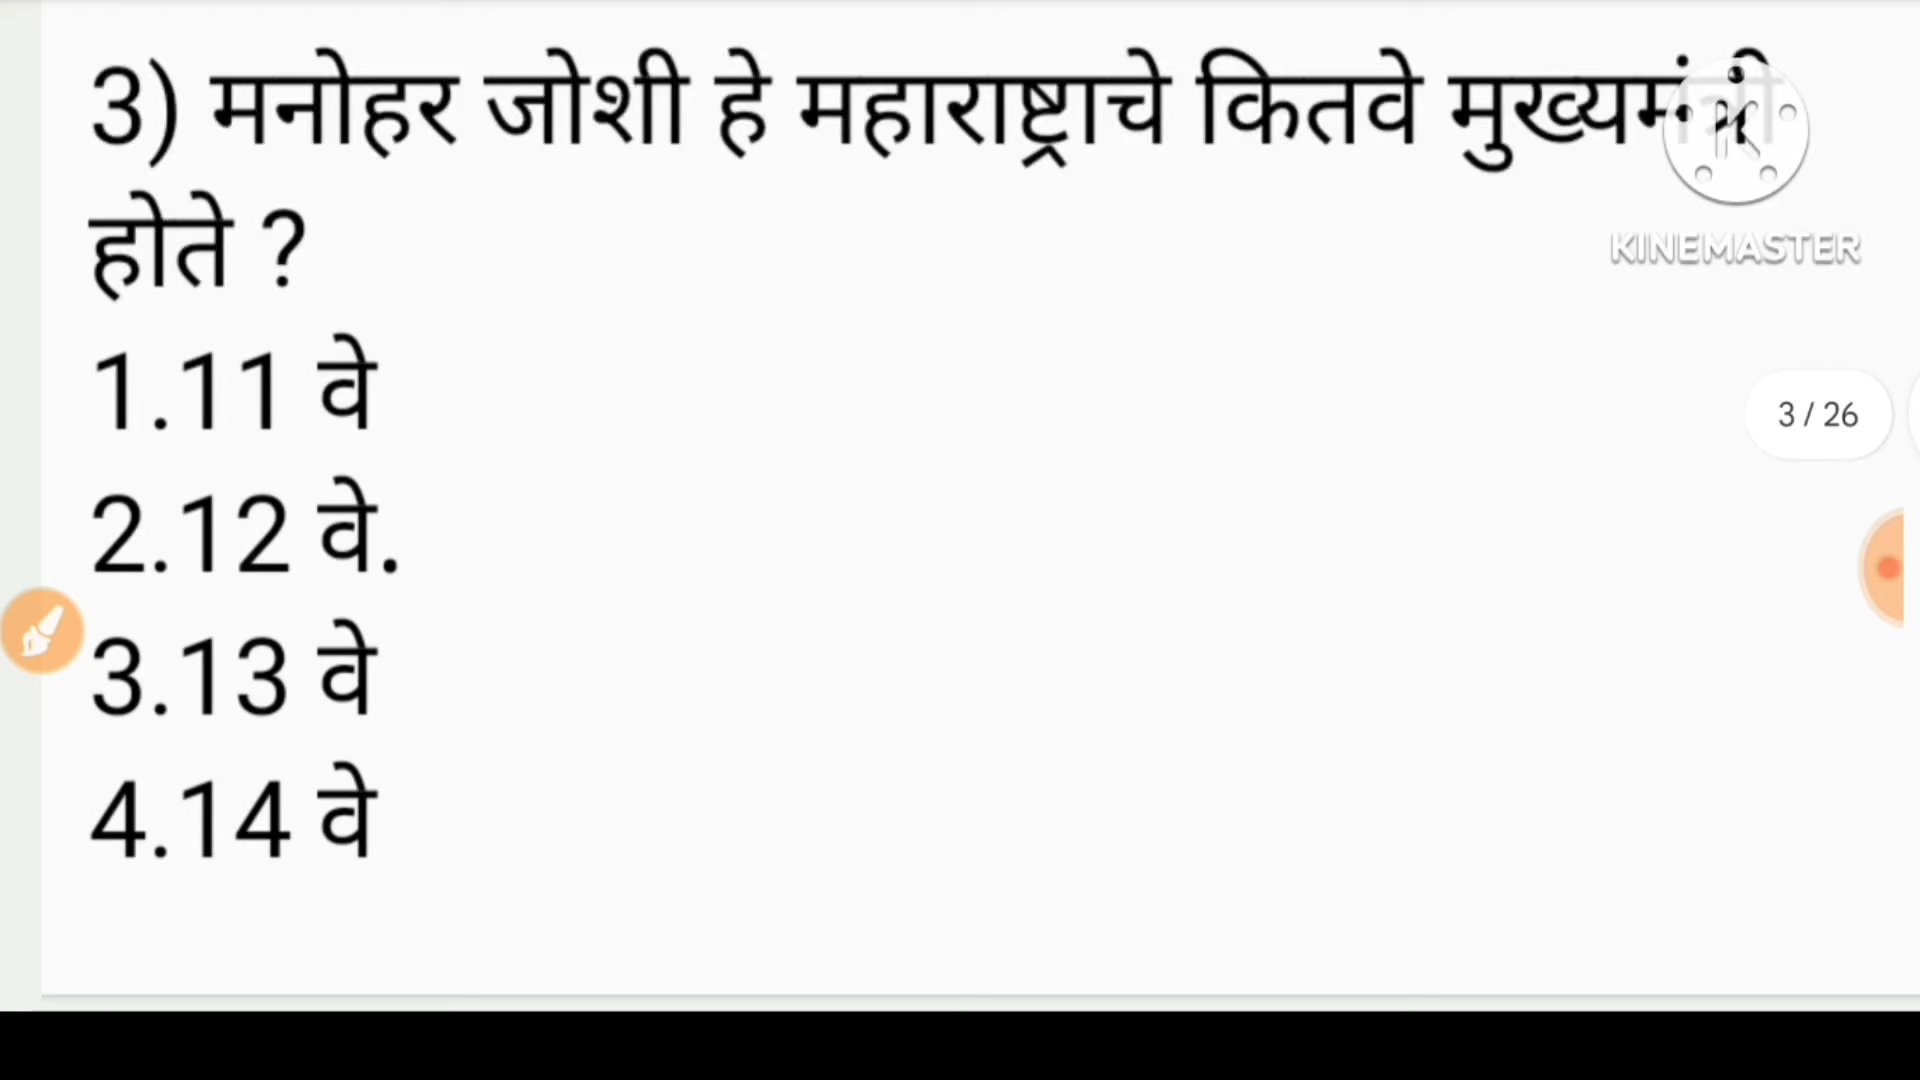 3) मनोहर जोशी हे महाराष्ट्राचे कितवे मुख्यमंत्री
होते ?
KINEMASTER
1.11 वे
3 / 26
2.12 वे.
3.13 वे
4.14 वे